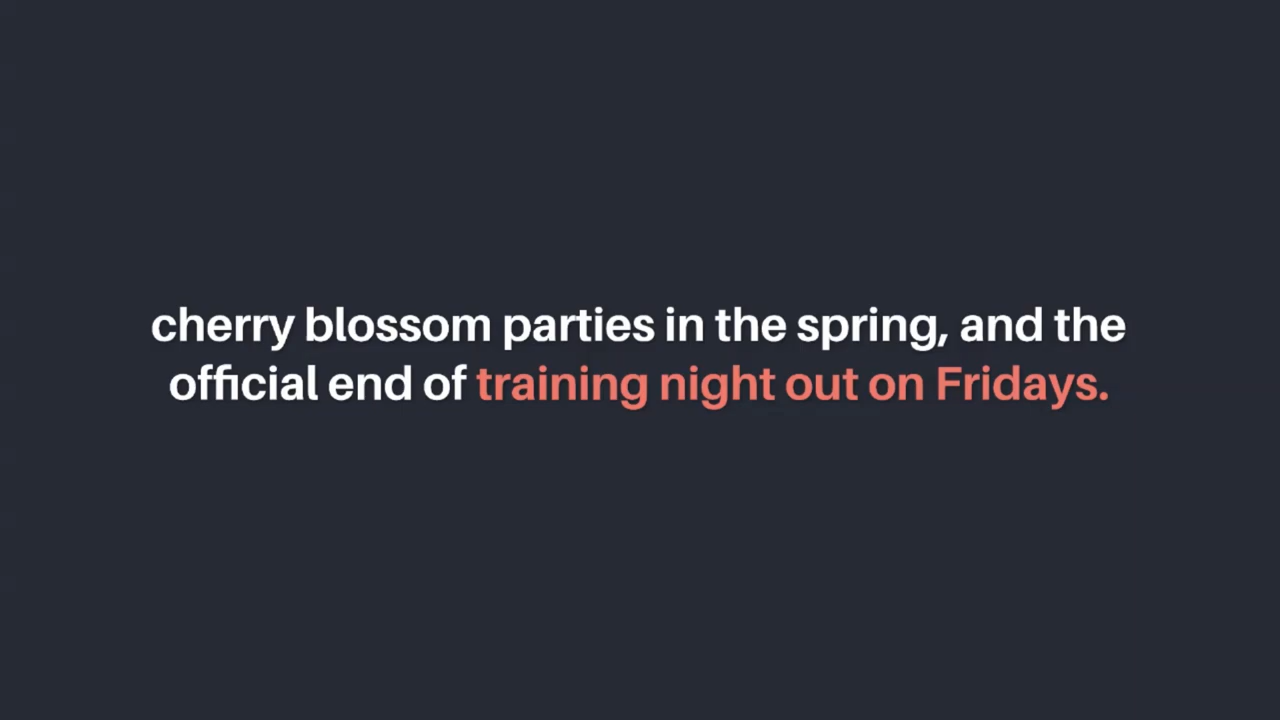 cherry blossom parties in the spring, and the
official end of training night out on Fridays.